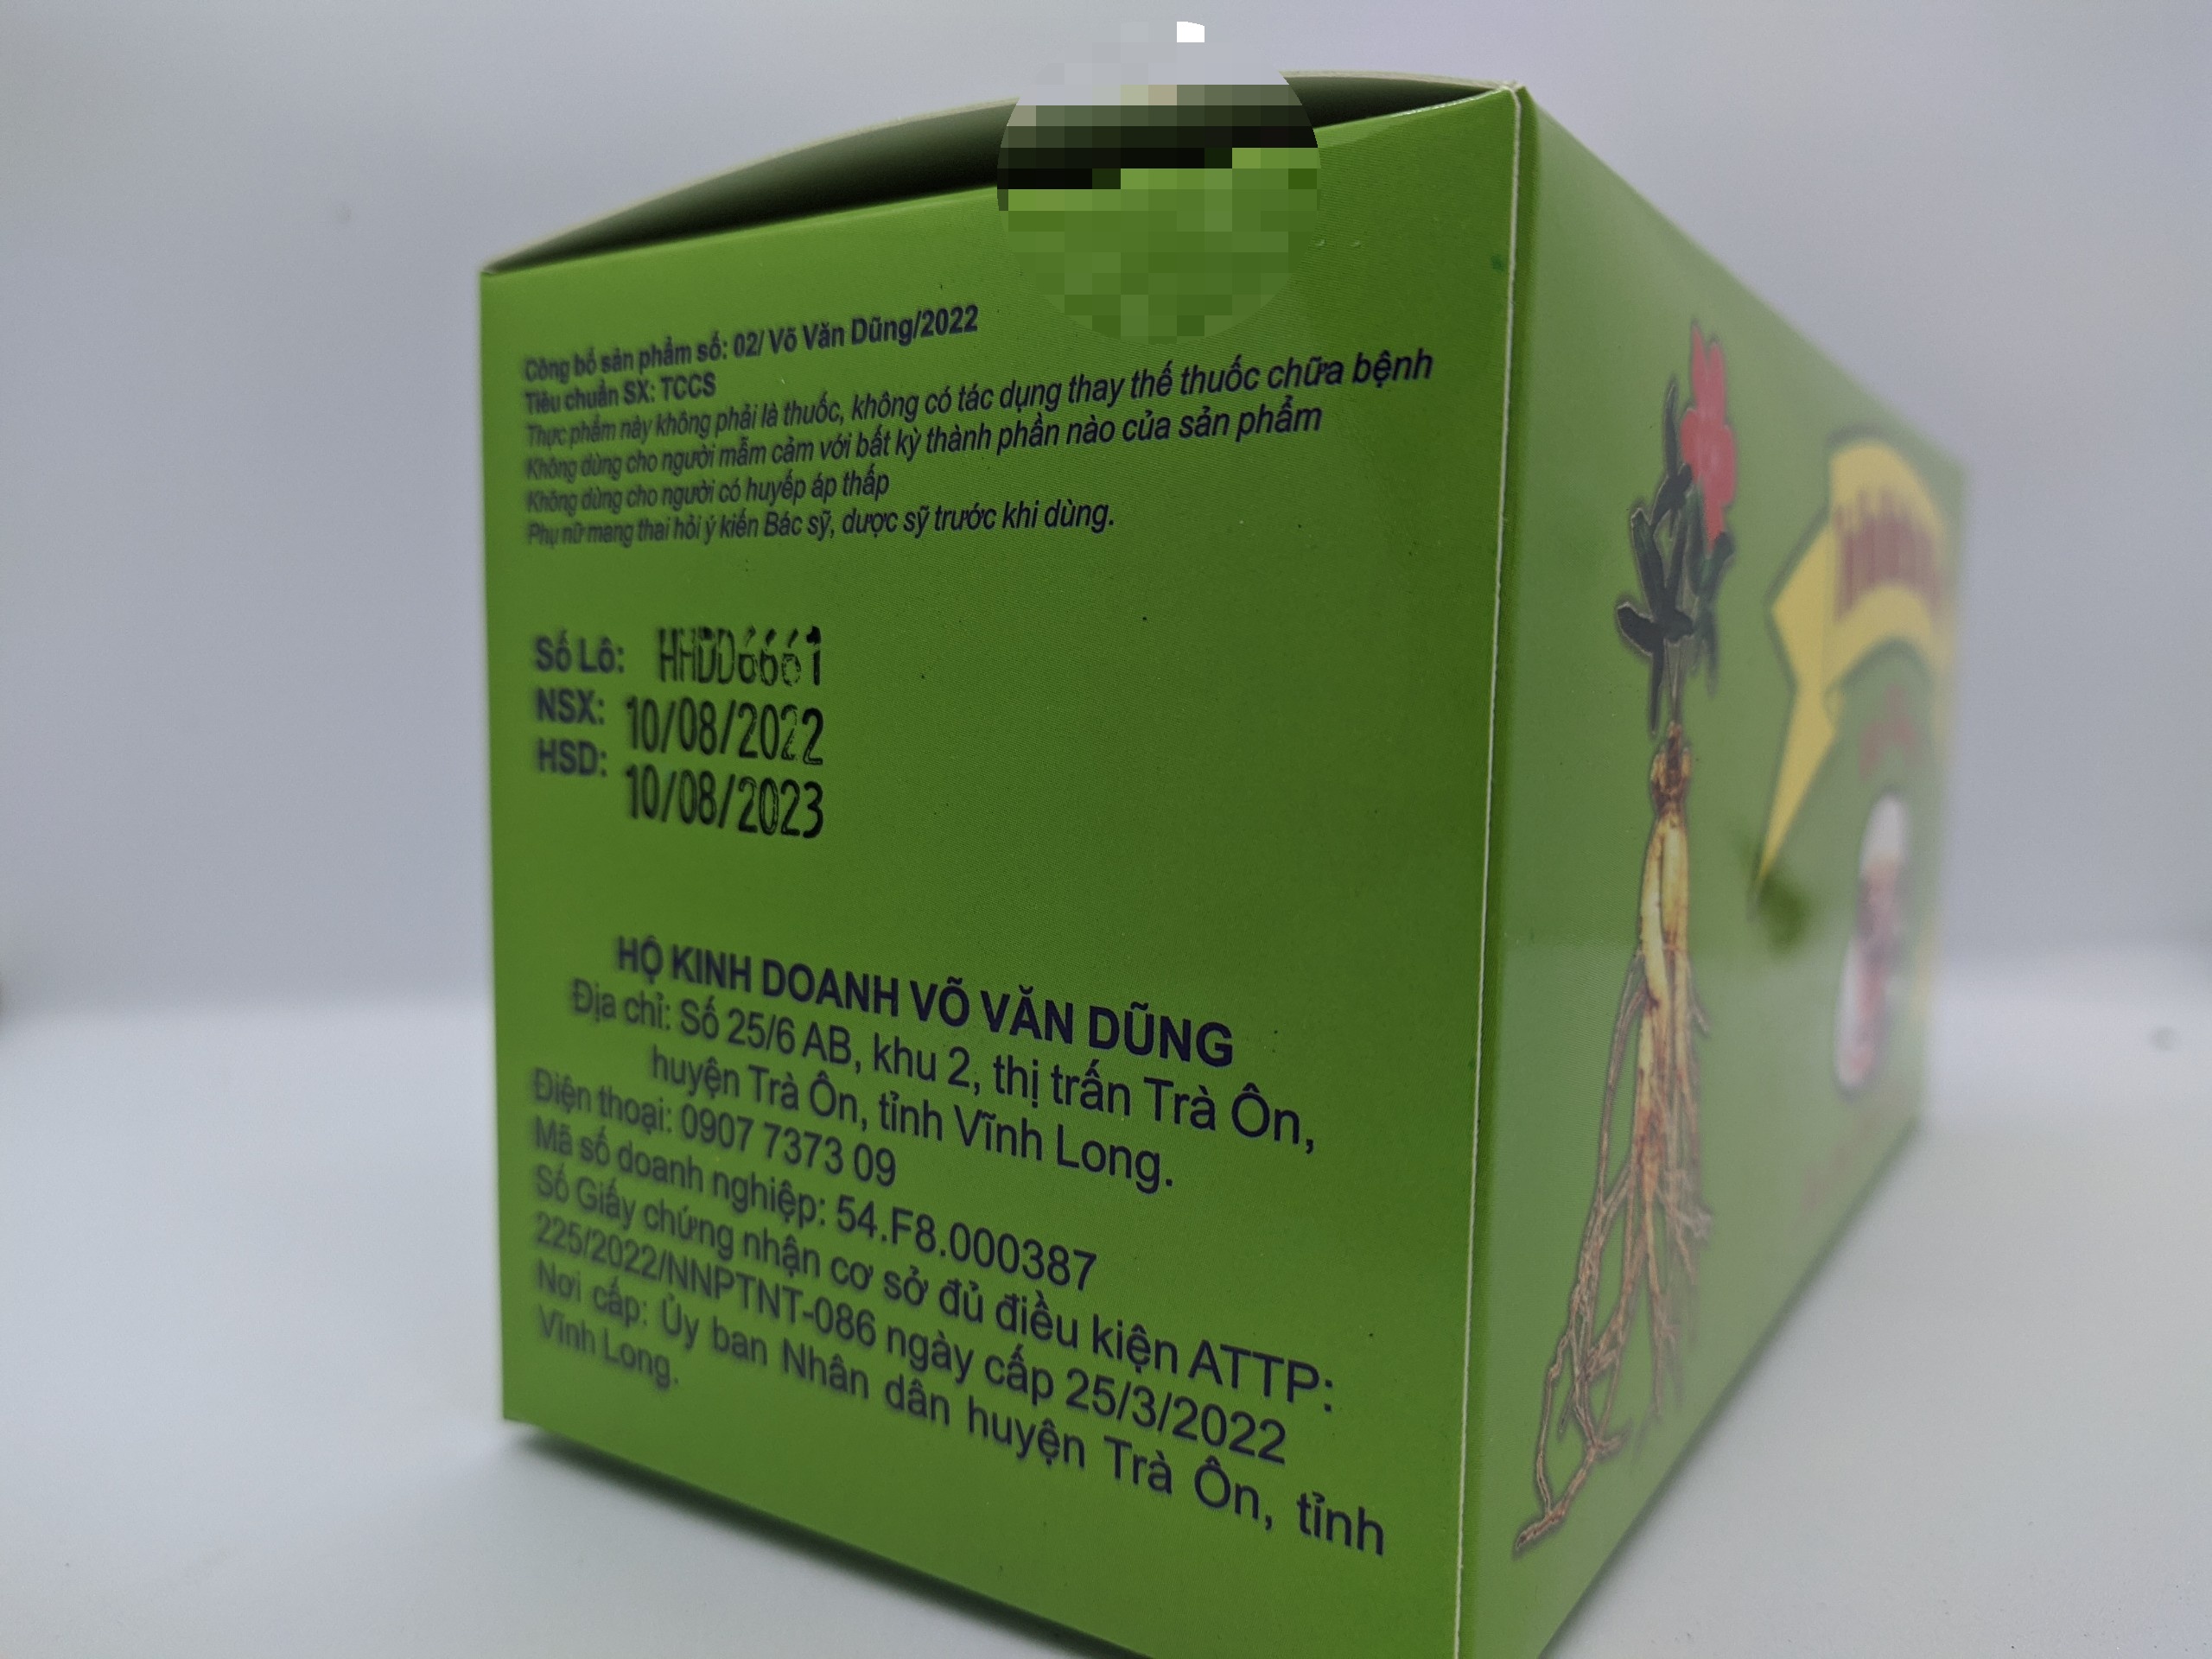 Công bố sản phẩm số: 02/ Võ Văn Dũng/2022
Tiêu chuẩn SX: TCCS
Thực phẩm này không phải là thuốc, không có tác dụng thay thế thuốc chữa bệnh
Không dùng cho người mẫm cảm với bất kỳ thành phần nào của sản phẩm
Không dùng cho người có huyếp áp thấp
Phụ nữ mang thai hỏi ý kiến Bác sỹ, dược sỹ trước khi dùng.
Số Lô: HHDD6661
NSX: 10/08/2022
HSD: 10/08/2023
HỘ KINH DOANH VÕ VĂN DŨNG
Địa chỉ: Số 25/6 AB, khu 2, thị trấn Trà Ôn,
huyện Trà Ôn, tỉnh Vĩnh Long.
Điện thoại: 0907 7373 09
Mã số doanh nghiệp: 54.F8.000387
Số Giấy chứng nhận cơ sở đủ điều kiện ATTP:
225/2022/NNPTNT-086 ngày cấp 25/3/2022
Nơi cấp: Ủy ban Nhân dân huyện Trà Ôn, tỉnh
Vĩnh Long.